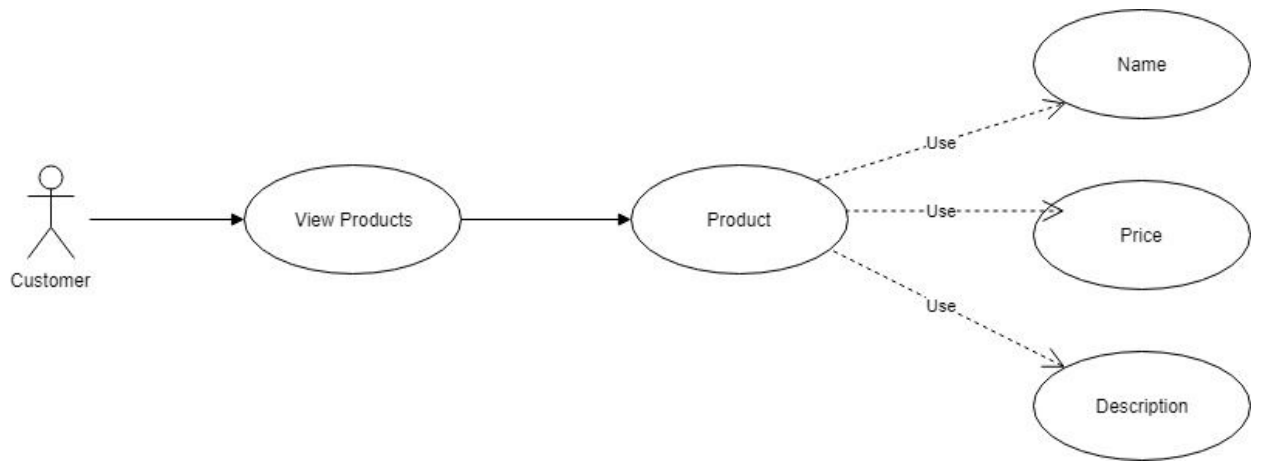 Name
Use
View Products
Product
Use
Price
Customer
Use
Description